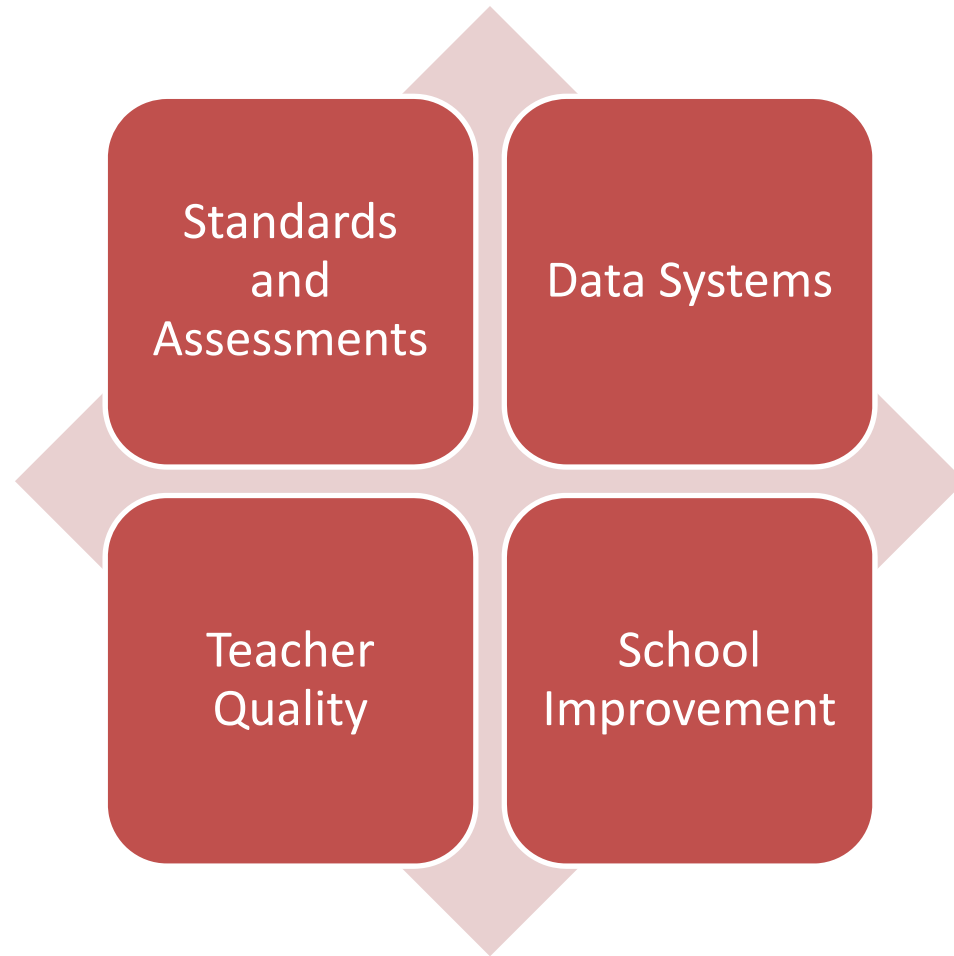 Standards
and
Assessments
Data Systems
Teacher
Quality
School
Improvement